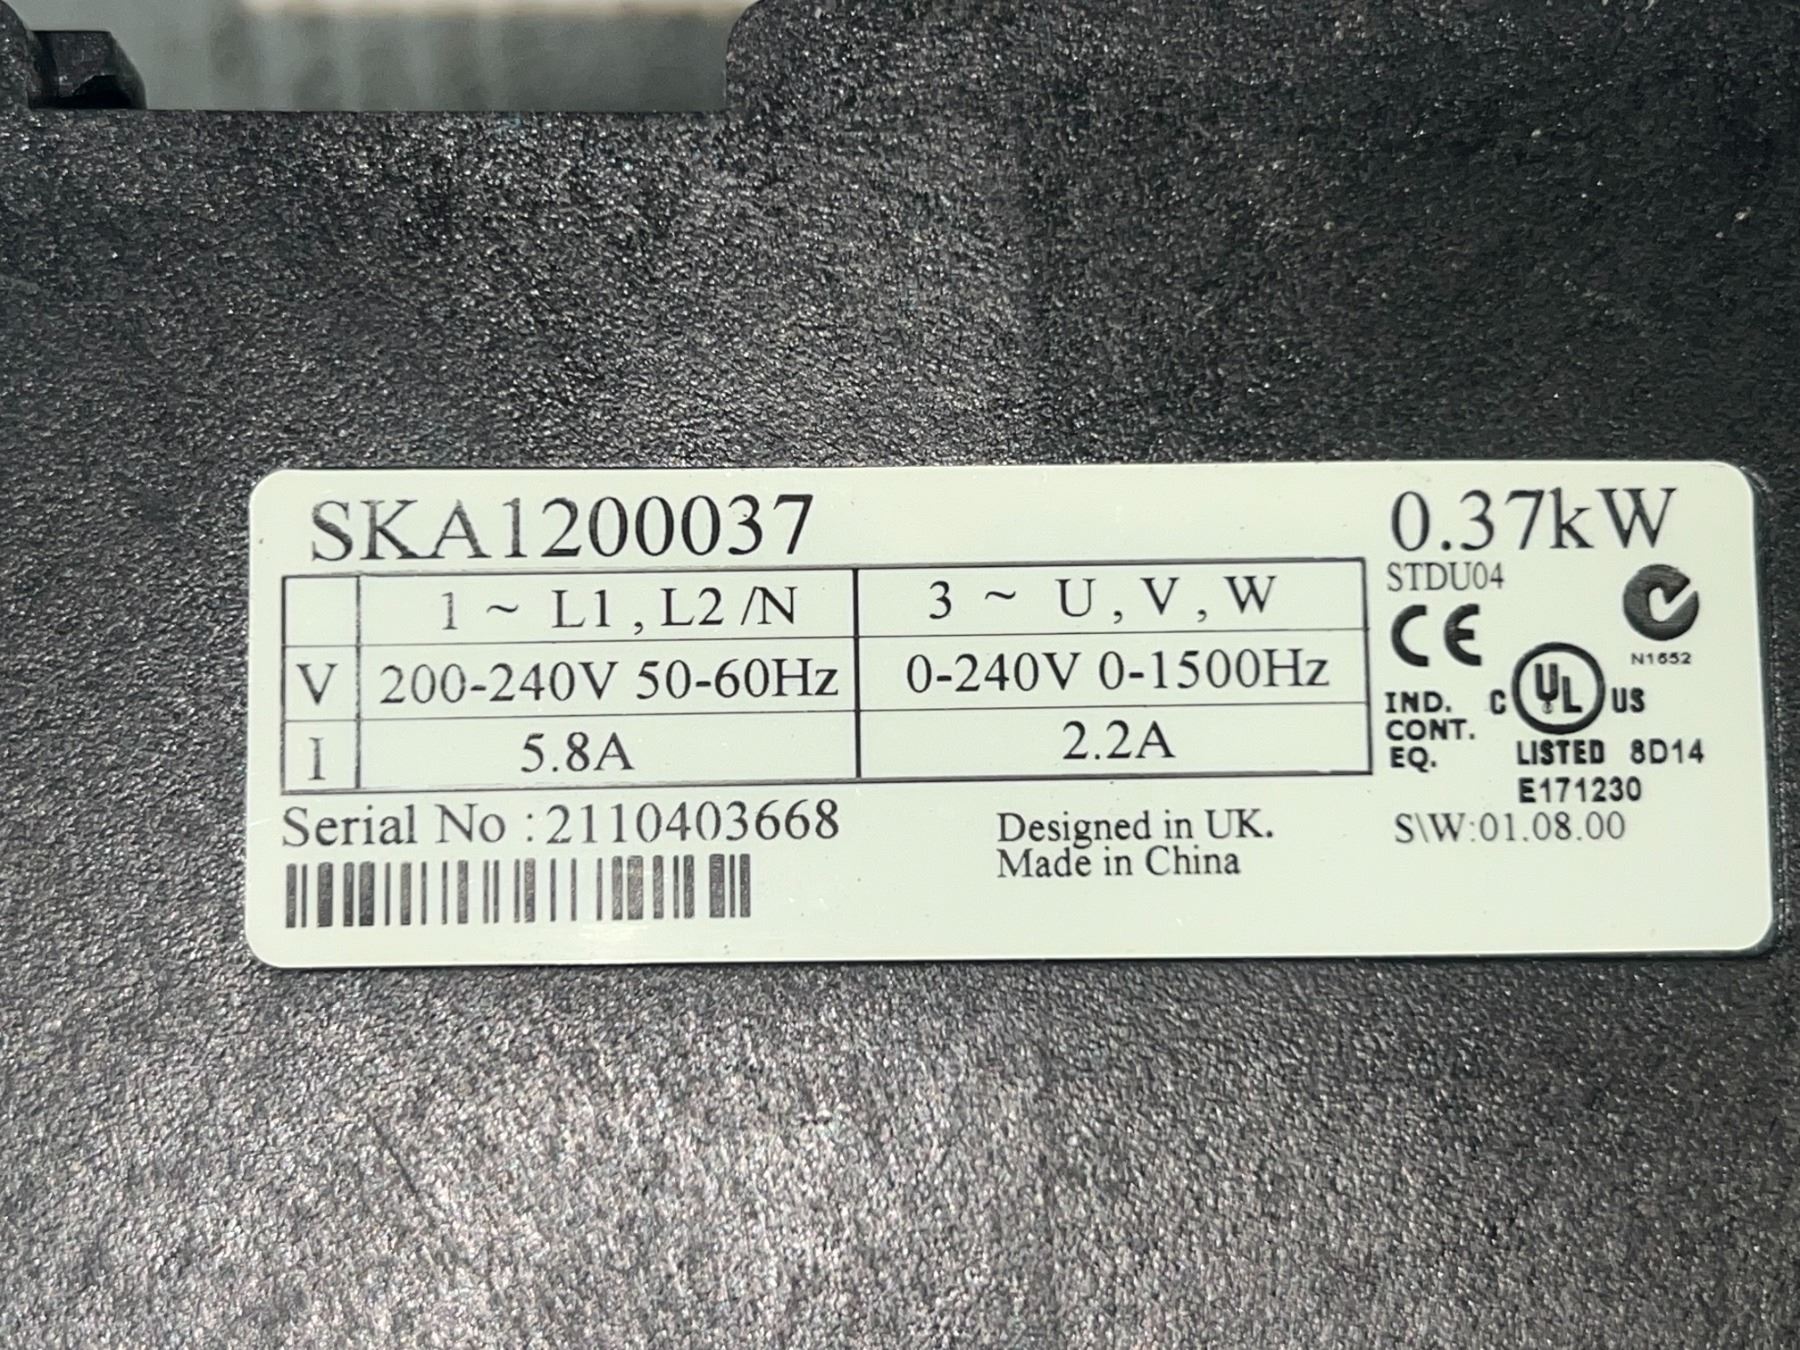 SKA1200037 0.37kW
STDU04
1 ~ L1 , L2 /N 3 ~ U , V , W
CE
N1652
V 200-240V 50-60Hz 0-240V 0-1500Hz
IND. C UL US
CONT.
EQ. LISTED 8D14
I 5.8A 2.2A
E171230
Serial No :2110403668
Designed in UK. S\W:01.08.00
Made in China